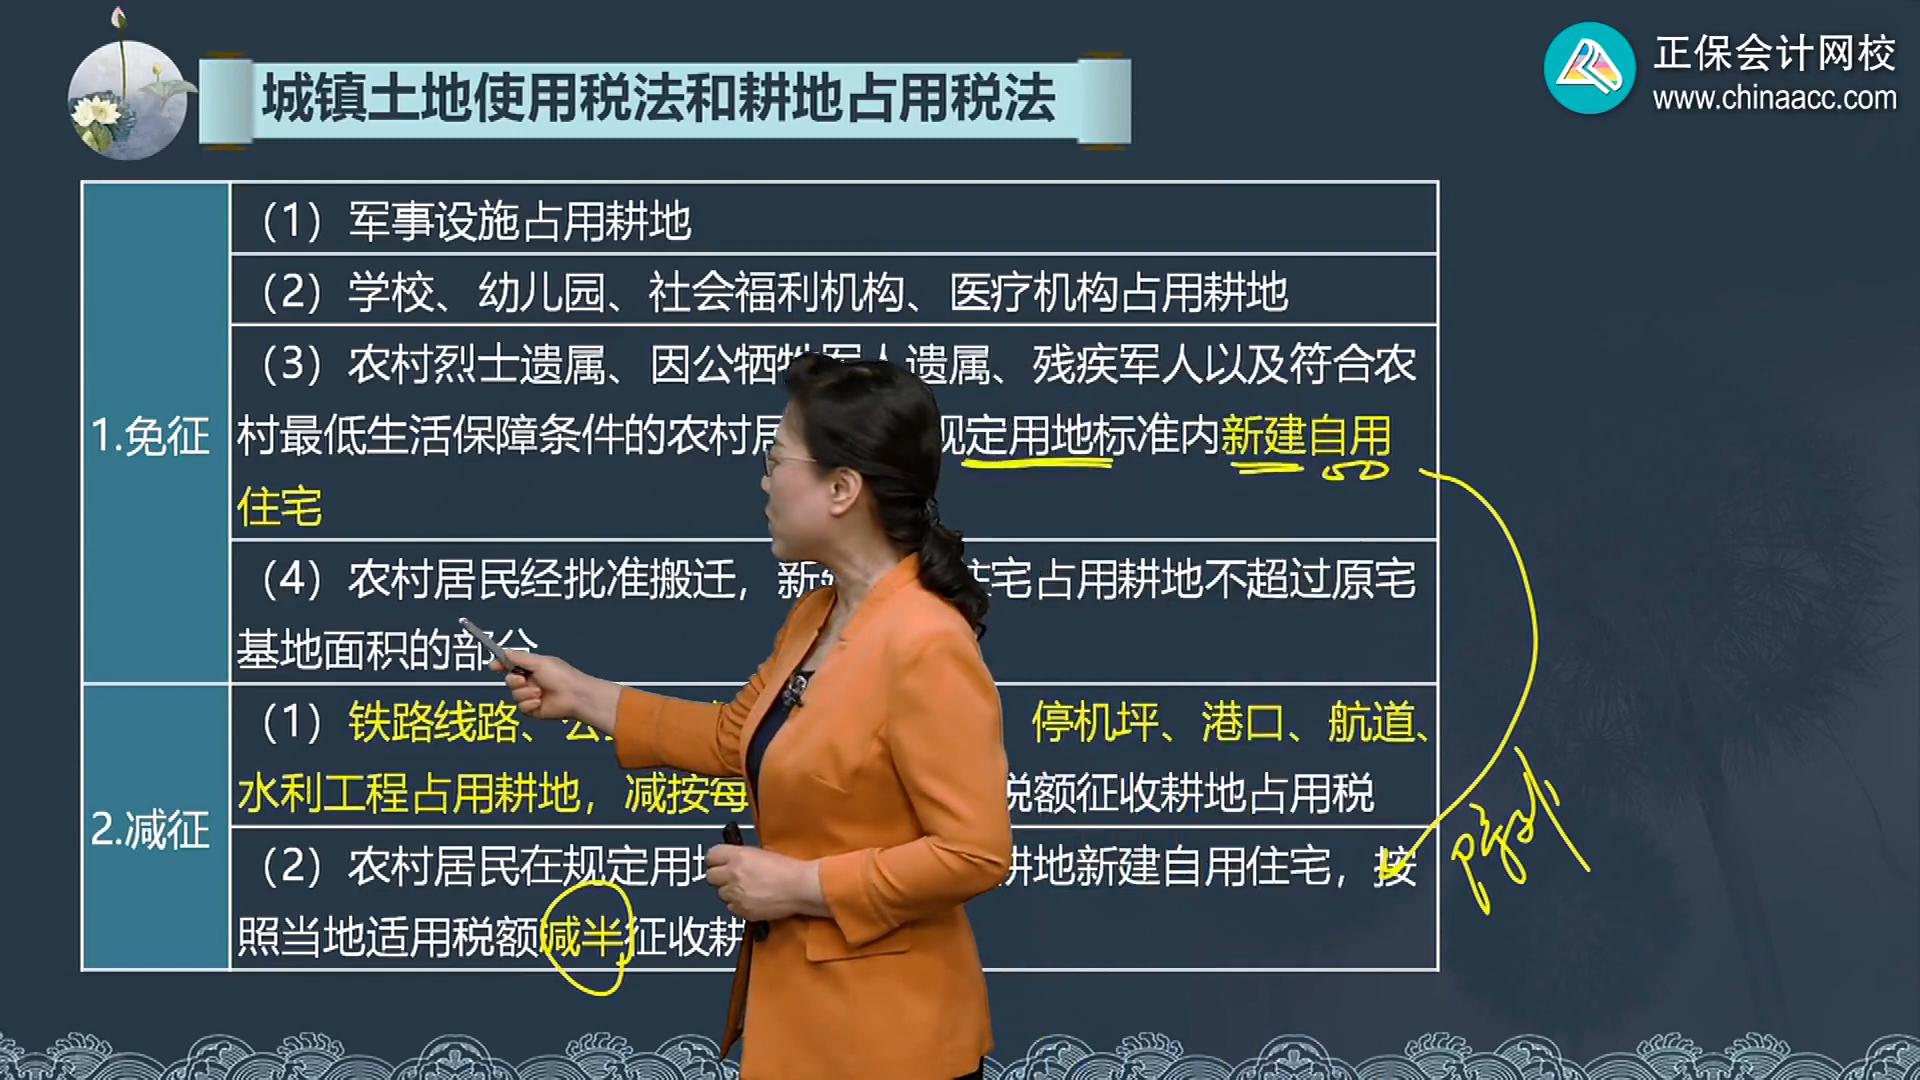 城镇土地使用税法和耕地占用税法
正保会计网校
www.chinaacc.com
1.免征
（1）军事设施占用耕地
（2）学校、幼儿园、社会福利机构、医疗机构占用耕地
（3）农村烈士遗属、因公牺牲军人遗属、残疾军人以及符合农
村最低生活保障条件的农村居 规定用地标准内新建自用
住宅
（4）农村居民经批准搬迁，新建 住宅占用耕地不超过原宅
基地面积的部分
2.减征
（1）铁路线路、公 停机坪、港口、航道、
水利工程占用耕地，减按每 税额征收耕地占用税
（2）农村居民在规定用地 耕地新建自用住宅，按
照当地适用税额减半征收耕